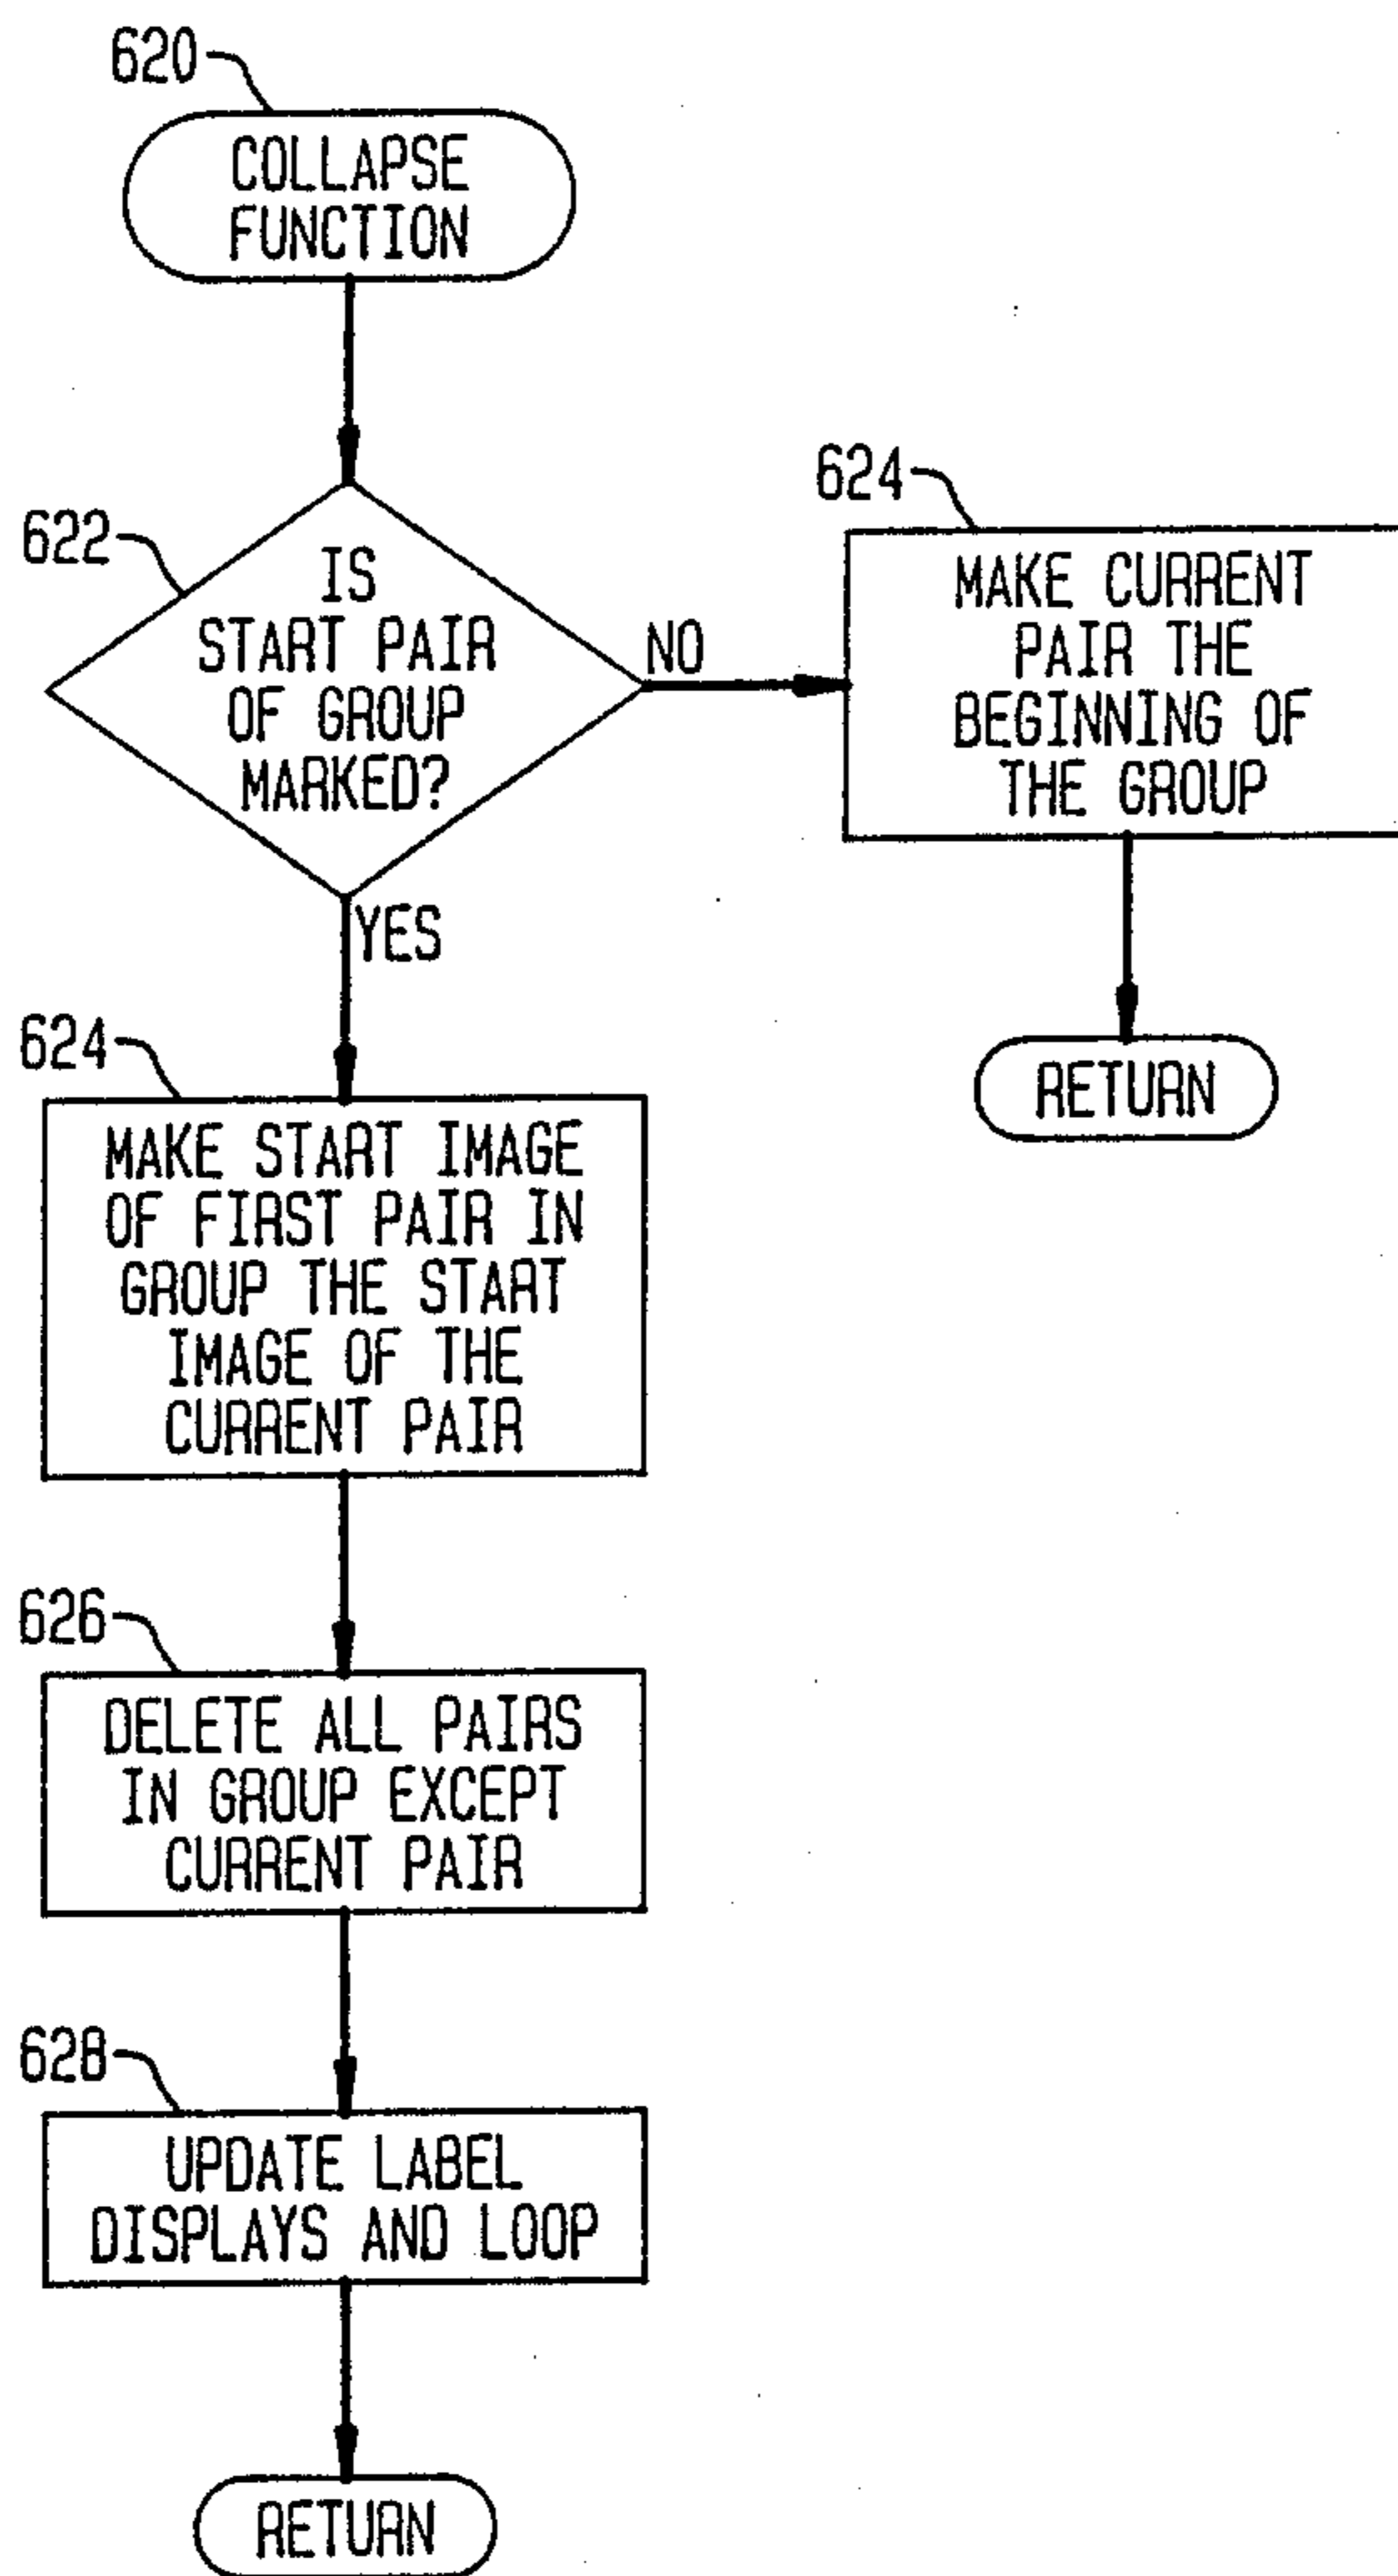 620
COLLAPSE
FUNCTION
622
IS
START PAIR
OF GROUP
MARKED?
NO
624
MAKE CURRENT
PAIR THE
BEGINNING OF
THE GROUP
RETURN
YES
624
MAKE START IMAGE
OF FIRST PAIR IN
GROUP THE START
IMAGE OF THE
CURRENT PAIR
626
DELETE ALL PAIRS
IN GROUP EXCEPT
CURRENT PAIR
628
UPDATE LABEL
DISPLAYS AND LOOP
RETURN